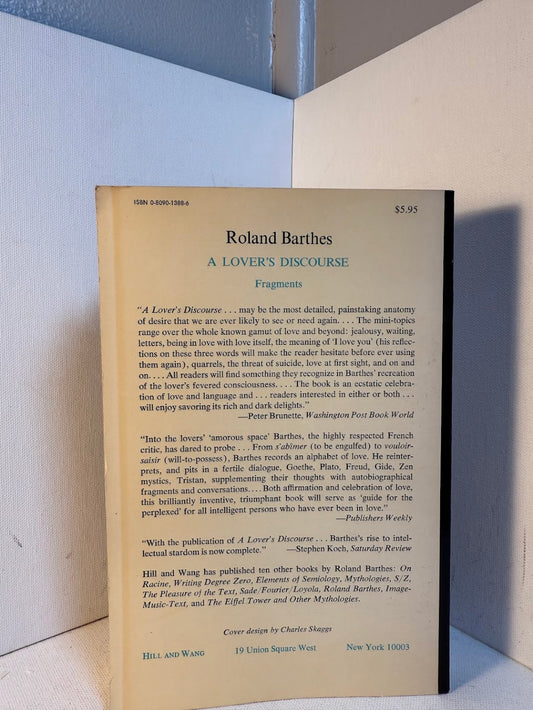 ISBN 0-8090-1388-6
$5.95
Roland Barthes
A LOVER'S DISCOURSE
Fragments
"A Lover's Discourse . . . may be the most detailed, painstaking anatomy
of desire that we are ever likely to see or need again. . . . The mini-topics
range over the whole known gamut of love and beyond: jealousy, waiting,
letters, being in love with love itself, the meaning of 'I love you' (his reflec-
tions on these three words will make the reader hesitate before ever using
them again), quarrels, the threat of suicide, love at first sight, and on and
on. . . . All readers will find something they recognize in Barthes' recreation
of the lover's fevered consciousness. . . . The book is an ecstatic celebra-
tion of love and language and . . . readers interested in either or both . . .
will enjoy savoring its rich and dark delights."
—Peter Brunette, Washington Post Book World
"Into the lovers' 'amorous space' Barthes, the highly respected French
critic, has dared to probe . . . From s'abîmer (to be engulfed) to vouloir-
saisir (will-to-possess), Barthes records an alphabet of love. He reinter-
prets, and pits in a fertile dialogue, Goethe, Plato, Freud, Gide, Zen
mystics, Tristan, supplementing their thoughts with autobiographical
fragments and conversations. . . . Both affirmation and celebration of love,
this brilliantly inventive, triumphant book will serve as 'guide for the
perplexed' for all intelligent persons who have ever been in love."
—Publishers Weekly
"With the publication of A Lover's Discourse . . . Barthes's rise to intel-
lectual stardom is now complete." —Stephen Koch, Saturday Review
Hill and Wang has published ten other books by Roland Barthes: On
Racine, Writing Degree Zero, Elements of Semiology, Mythologies, S/Z,
The Pleasure of the Text, Sade/Fourier/Loyola, Roland Barthes, Image-
Music-Text, and The Eiffel Tower and Other Mythologies.
Cover design by Charles Skaggs
HILL AND WANG 19 Union Square West New York 10003